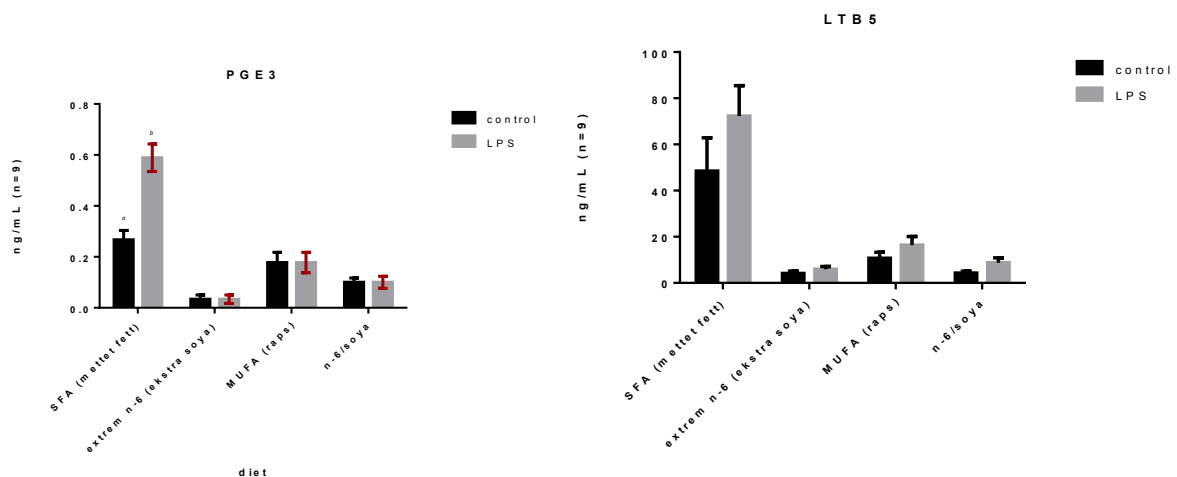 PGE3
ng/mL (n=9)
0.8
0.6
0.4
0.2
0.0
b
control
LPS
SFA (mettet fett)
extrem n-6 (ekstra soya)
MUFA (raps)
n-6/soya
diet
LTB5
ng/mL (n=9)
100
80
60
40
20
0
control
LPS
SFA (mettet fett)
extrem n-6 (ekstra soya)
MUFA (raps)
n-6/soya